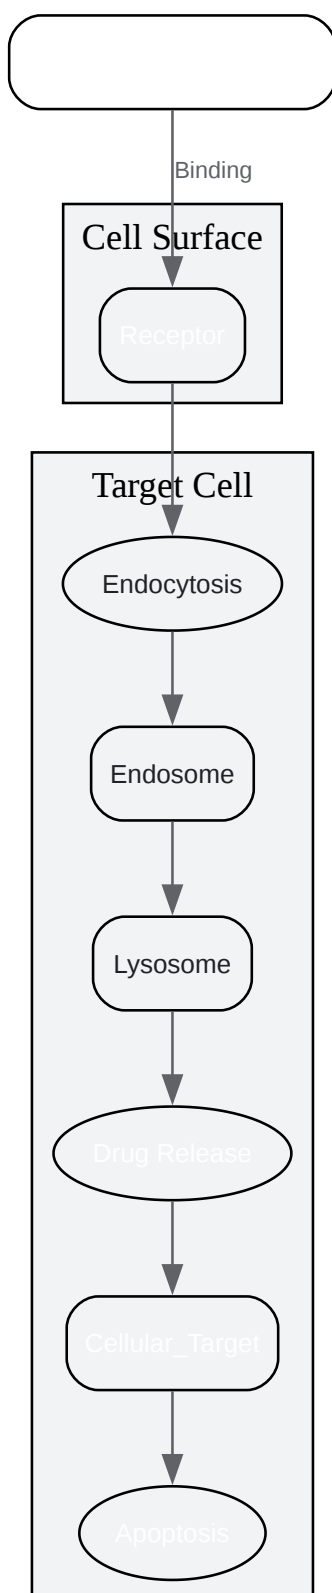 Binding
Cell Surface
Receptor
Target Cell
Endocytosis
Endosome
Lysosome
Drug Release
Cellular_Target
Apoptosis